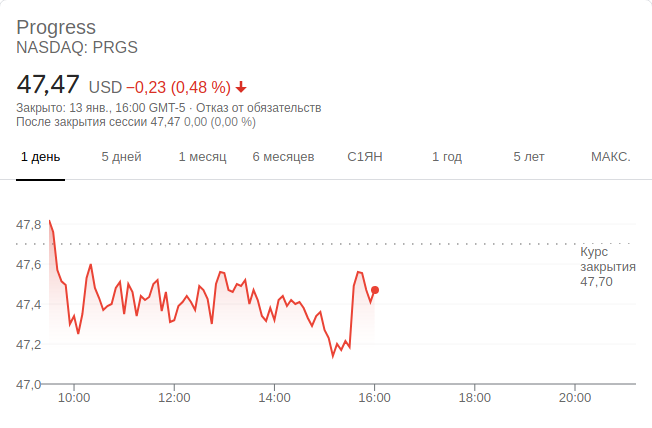 Progress
NASDAQ: PRGS
47,47 USD −0,23 (0,48 %)
Закрыто: 13 янв., 16:00 GMT-5 · Отказ от обязательств
После закрытия сессии 47,47 0,00 (0,00 %)
1 день 5 дней 1 месяц 6 месяцев С1ЯН 1 год 5 лет МАКС.
47,8
Курс
закрытия
47,70
47,6
47,4
47,2
47,0
10:00 12:00 14:00 16:00 18:00 20:00